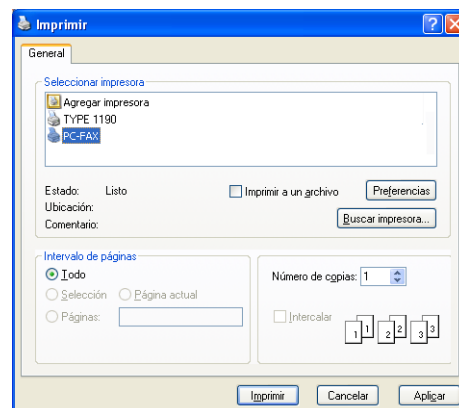 Imprimir
General
Seleccionar impresora
Agregar impresora
TYPE 1190
PC-FAX
Estado: Listo
Imprimir a un archivo
Preferencias
Ubicación:
Comentario:
Buscar impresora...
Intervalo de páginas
Todo
Selección Página actual
Páginas:
Número de copias: 1
Intercalar
1 1 2 2 3 3
Imprimir Cancelar Aplicar